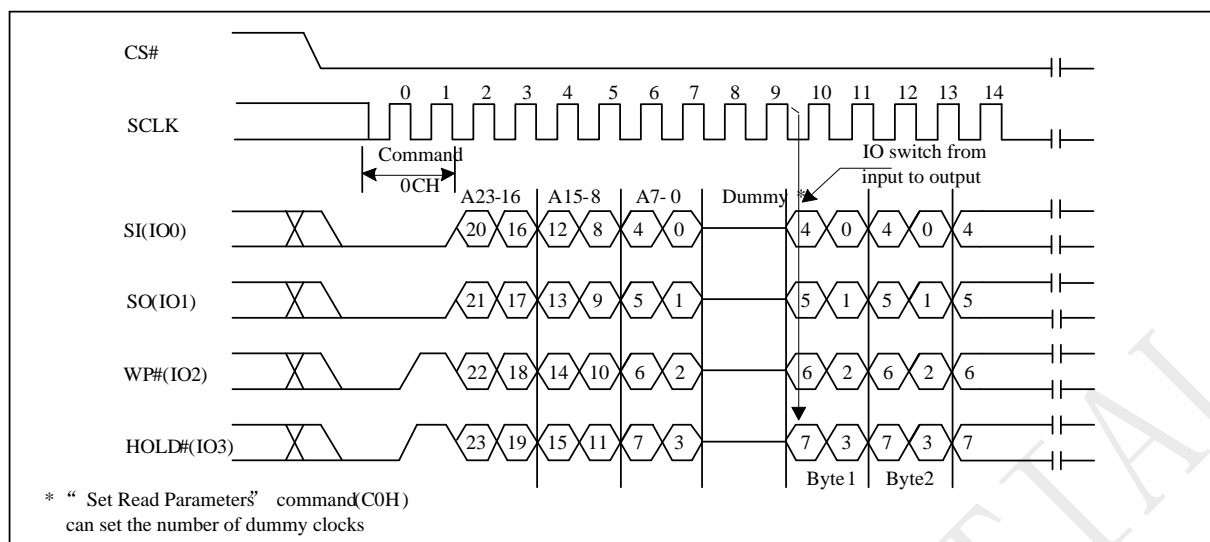 CS#
0 1 2 3 4 5 6 7 8 9 10 11 12 13 14
SCLK
Command
0CH
IO switch from
input to output
A23-16 A15-8 A7-0 Dummy *
SI(IO0) 20 16 12 8 4 0 4 0 4 0 4
SO(IO1) 21 17 13 9 5 1 5 1 5 1 5
WP#(IO2) 22 18 14 10 6 2 6 2 6 2 6
HOLD#(IO3) 23 19 15 11 7 3 7 3 7 3 7
Byte1 Byte2
* “ Set Read Parameters” command(C0H)
can set the number of dummy clocks
TIAL